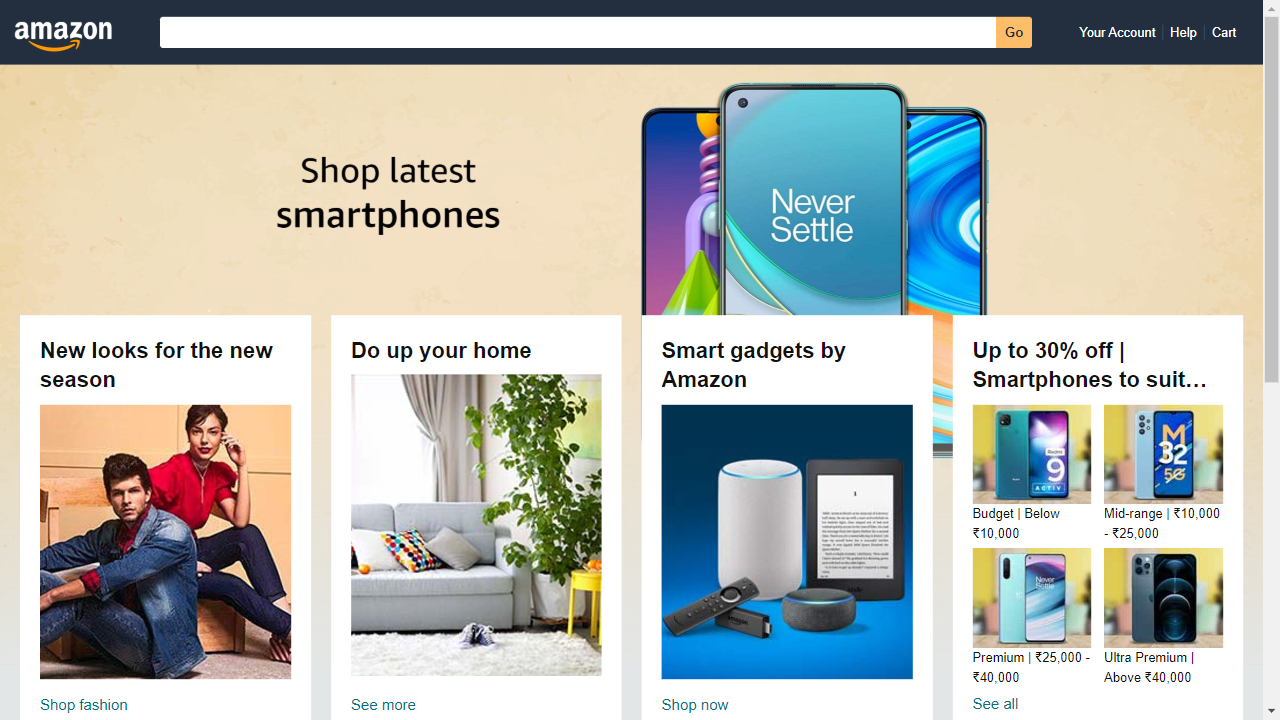 amazon
Go
Your Account
Help
Cart
Shop latest
smartphones
Never
Settle
New looks for the new
season
Shop fashion
Do up your home
See more
Smart gadgets by
Amazon
amazon
Shop now
Up to 30% off |
Smartphones to suit…
Redmi
9
ACTIV
Budget | Below
₹10,000
M
32
5G
Mid-range | ₹10,000
- ₹25,000
Never
Settle
Premium | ₹25,000 -
₹40,000
Ultra Premium |
Above ₹40,000
See all